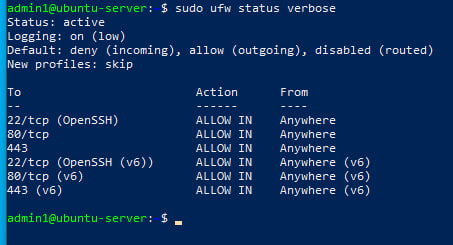 admin1@ubuntu-server: $ sudo ufw status verbose
Status: active
Logging: on (low)
Default: deny (incoming), allow (outgoing), disabled (routed)
New profiles: skip
To Action From
-- ------ ----
22/tcp (OpenSSH) ALLOW IN Anywhere
80/tcp ALLOW IN Anywhere
443 ALLOW IN Anywhere
22/tcp (OpenSSH (v6)) ALLOW IN Anywhere (v6)
80/tcp (v6) ALLOW IN Anywhere (v6)
443 (v6) ALLOW IN Anywhere (v6)
admin1@ubuntu-server: $